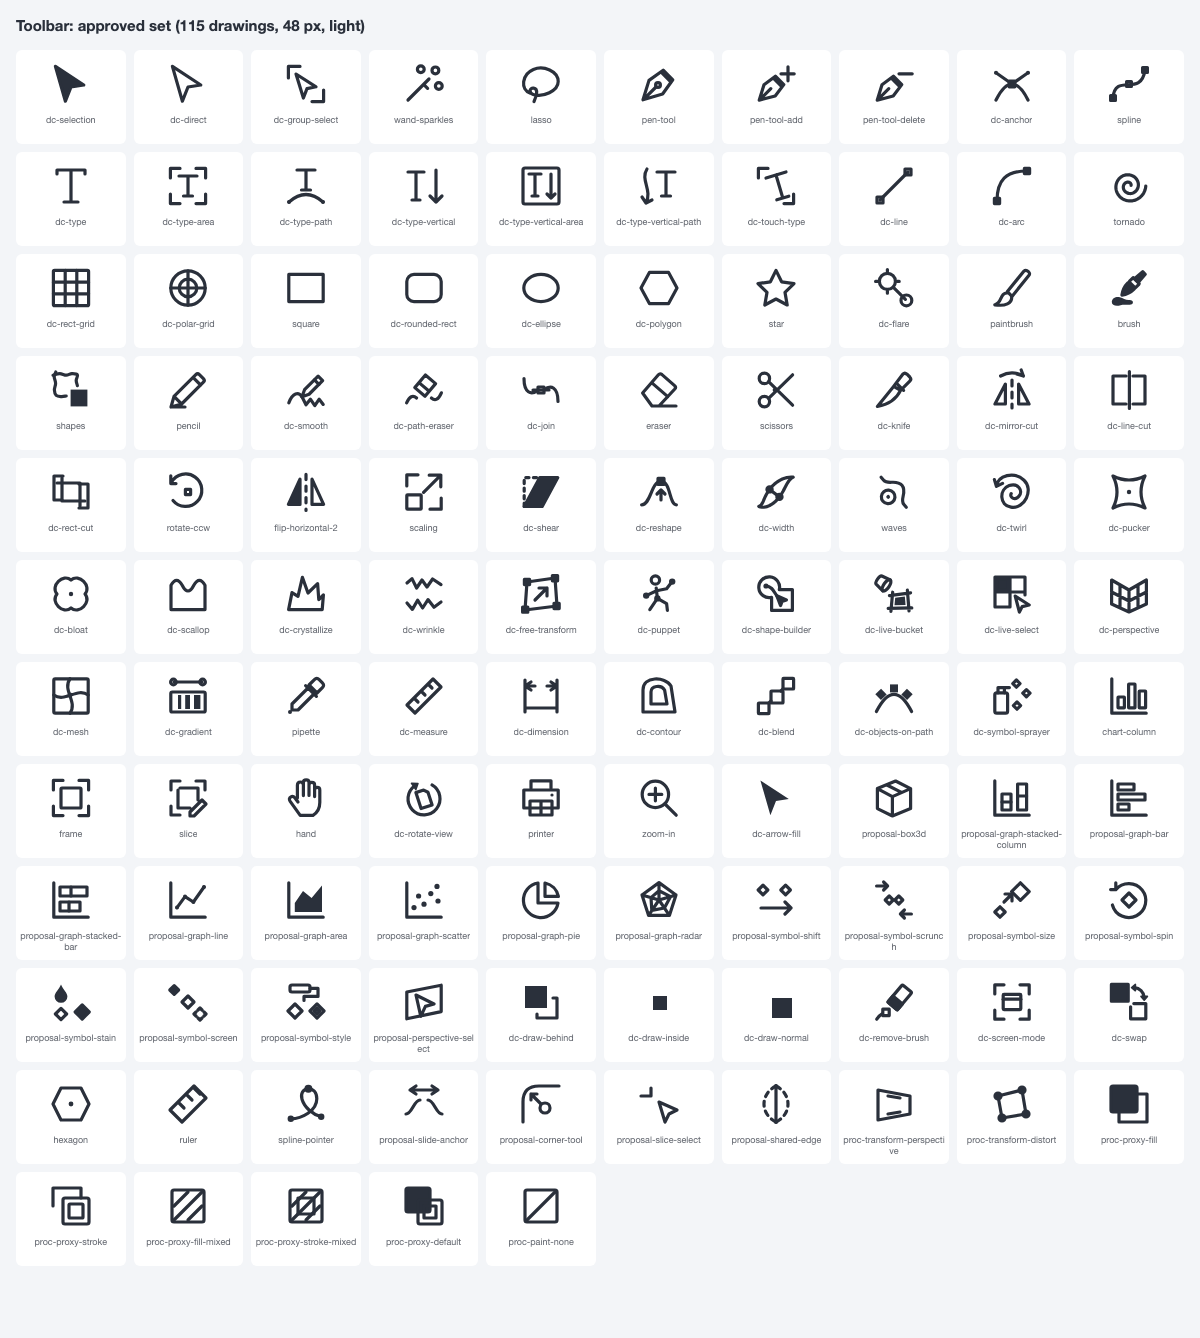 Toolbar: approved set (115 drawings, 48 px, light)
dc-selection
dc-direct
dc-group-select
wand-sparkles
lasso
pen-tool
pen-tool-add
pen-tool-delete
dc-anchor
spline
dc-type
dc-type-area
dc-type-path
dc-type-vertical
dc-type-vertical-area
dc-type-vertical-path
dc-touch-type
dc-line
dc-arc
tornado
dc-rect-grid
dc-polar-grid
square
dc-rounded-rect
dc-ellipse
dc-polygon
star
dc-flare
paintbrush
brush
shapes
pencil
dc-smooth
dc-path-eraser
dc-join
eraser
scissors
dc-knife
dc-mirror-cut
dc-line-cut
dc-rect-cut
rotate-ccw
flip-horizontal-2
scaling
dc-shear
dc-reshape
dc-width
waves
dc-twirl
dc-pucker
dc-bloat
dc-scallop
dc-crystallize
dc-wrinkle
dc-free-transform
dc-puppet
dc-shape-builder
dc-live-bucket
dc-live-select
dc-perspective
dc-mesh
dc-gradient
pipette
dc-measure
dc-dimension
dc-contour
dc-blend
dc-objects-on-path
dc-symbol-sprayer
chart-column
frame
slice
hand
dc-rotate-view
printer
zoom-in
dc-arrow-fill
proposal-box3d
proposal-graph-stacked-
column
proposal-graph-bar
proposal-graph-stacked-
bar
proposal-graph-line
proposal-graph-area
proposal-graph-scatter
proposal-graph-pie
proposal-graph-radar
proposal-symbol-shift
proposal-symbol-scrunc
h
proposal-symbol-size
proposal-symbol-spin
proposal-symbol-stain
proposal-symbol-screen
proposal-symbol-style
proposal-perspective-sel
ect
dc-draw-behind
dc-draw-inside
dc-draw-normal
dc-remove-brush
dc-screen-mode
dc-swap
hexagon
ruler
spline-pointer
proposal-slide-anchor
proposal-corner-tool
proposal-slice-select
proposal-shared-edge
proc-transform-perspecti
ve
proc-transform-distort
proc-proxy-fill
proc-proxy-stroke
proc-proxy-fill-mixed
proc-proxy-stroke-mixed
proc-proxy-default
proc-paint-none